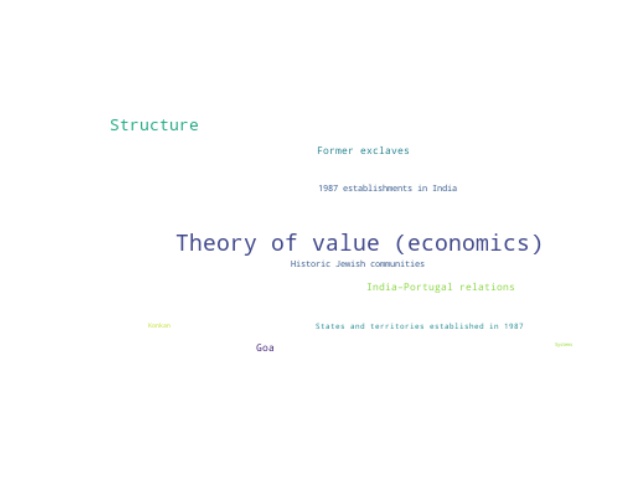 Structure
Former exclaves
1987 establishments in India
Theory of value (economics)
Historic Jewish communities
India-Portugal relations
Konkan
States and territories established in 1987
Goa